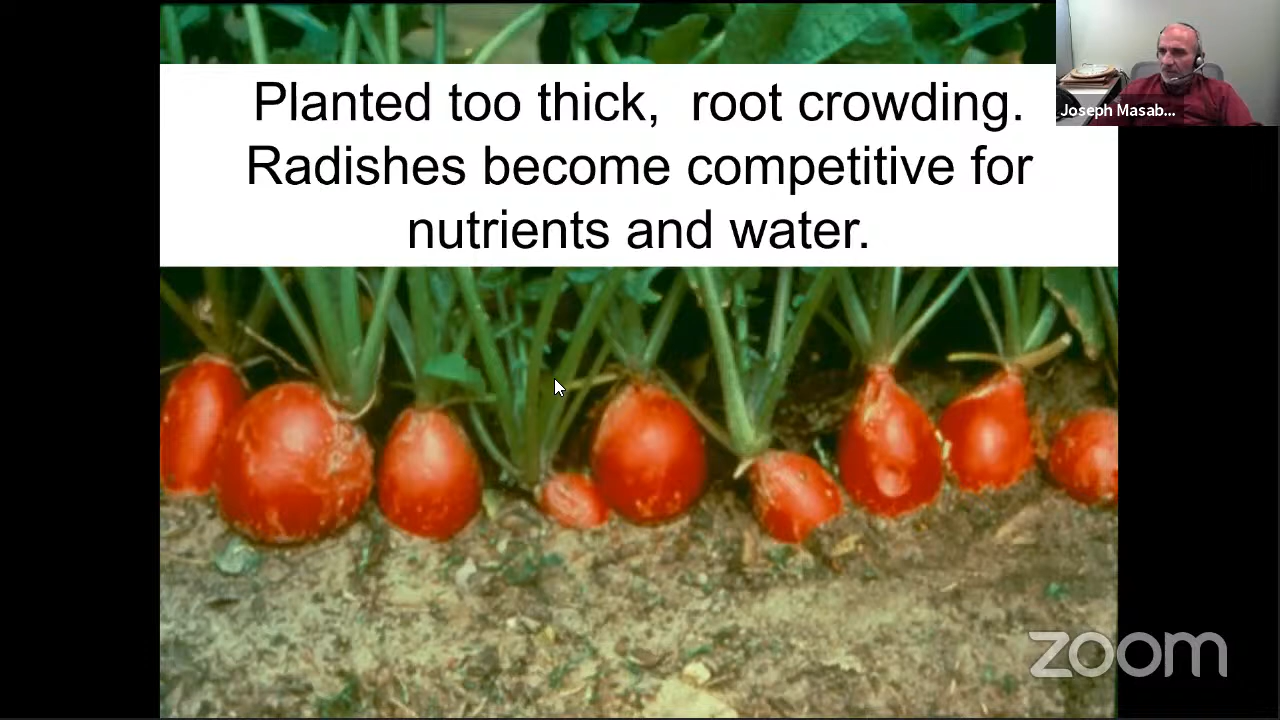 Planted too thick,  root crowding.
Radishes become competitive for
nutrients and water.
Joseph Masab...
zoom